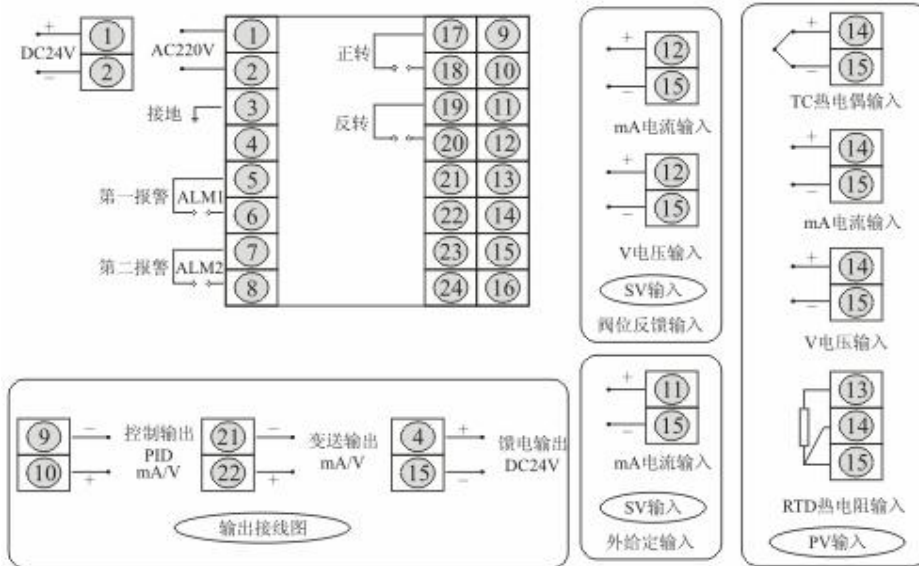 +
DC24V
−
1
2
AC220V
接地
第一报警
ALM1
第二报警
ALM2
1
2
3
4
5
6
7
8
正转
反转
17 9
18 10
19 11
20 12
21 13
22 14
23 15
24 16
+
−
12
15
mA电流输入
+
−
12
15
V电压输入
SV输入
阀位反馈输入
+
−
11
15
mA电流输入
SV输入
外给定输入
+
−
14
15
TC热电偶输入
+
−
14
15
mA电流输入
+
−
14
15
V电压输入
13
14
15
RTD热电阻输入
PV输入
9
10
−
+
控制输出
PID
mA/V
21
22
−
+
变送输出
mA/V
4
15
+
−
馈电输出
DC24V
输出接线图